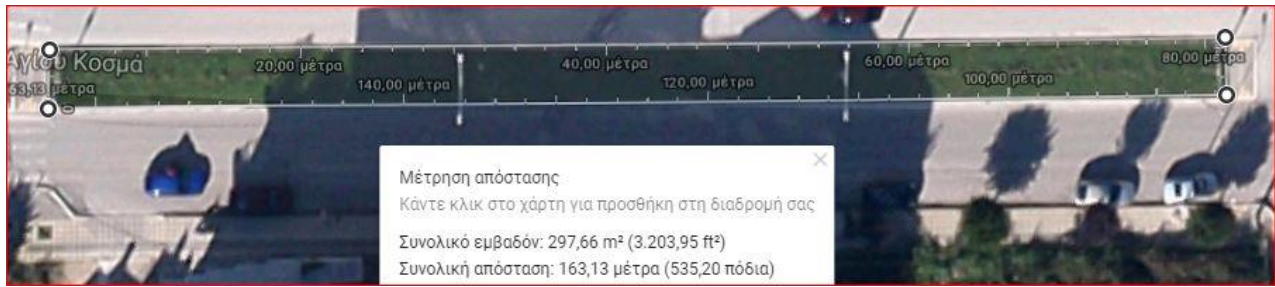 Αγίου Κοσμά
20,00 μέτρα
40,00 μέτρα
60,00 μέτρα
80,00 μέτρα
63,13 μέτρα
140,00 μέτρα
120,00 μέτρα
100,00 μέτρα
Μέτρηση απόστασης
Κάντε κλικ στο χάρτη για προσθήκη στη διαδρομή σας
Συνολικό εμβαδόν: 297,66 m² (3.203,95 ft²)
Συνολική απόσταση: 163,13 μέτρα (535,20 πόδια)